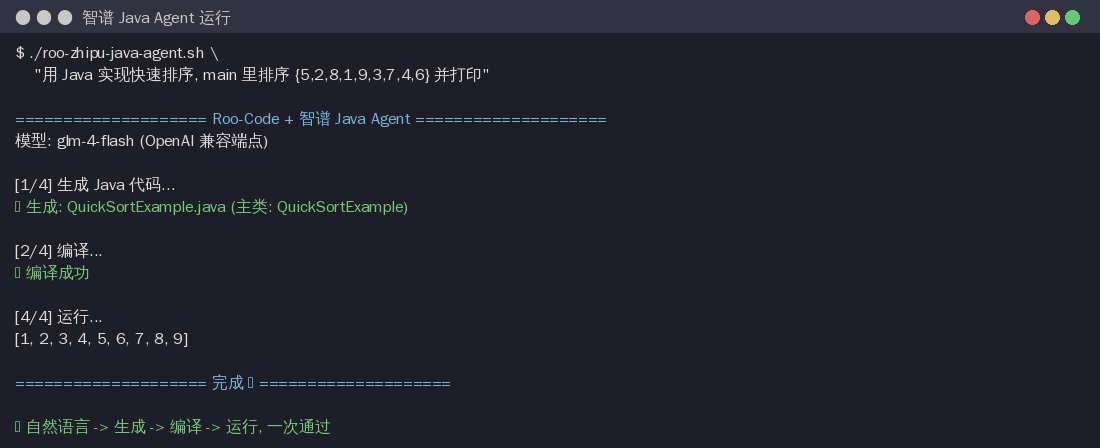 智谱 Java Agent 运行
$ ./roo-zhipu-java-agent.sh \
"用 Java 实现快速排序, main 里排序 {5,2,8,1,9,3,7,4,6} 并打印"
==================== Roo-Code + 智谱 Java Agent ====================
模型: glm-4-flash (OpenAI 兼容端点)
[1/4] 生成 Java 代码...
▯ 生成: QuickSortExample.java (主类: QuickSortExample)
[2/4] 编译...
▯ 编译成功
[4/4] 运行...
[1, 2, 3, 4, 5, 6, 7, 8, 9]
==================== 完成 ▯ ====================
▯ 自然语言 -> 生成 -> 编译 -> 运行, 一次通过